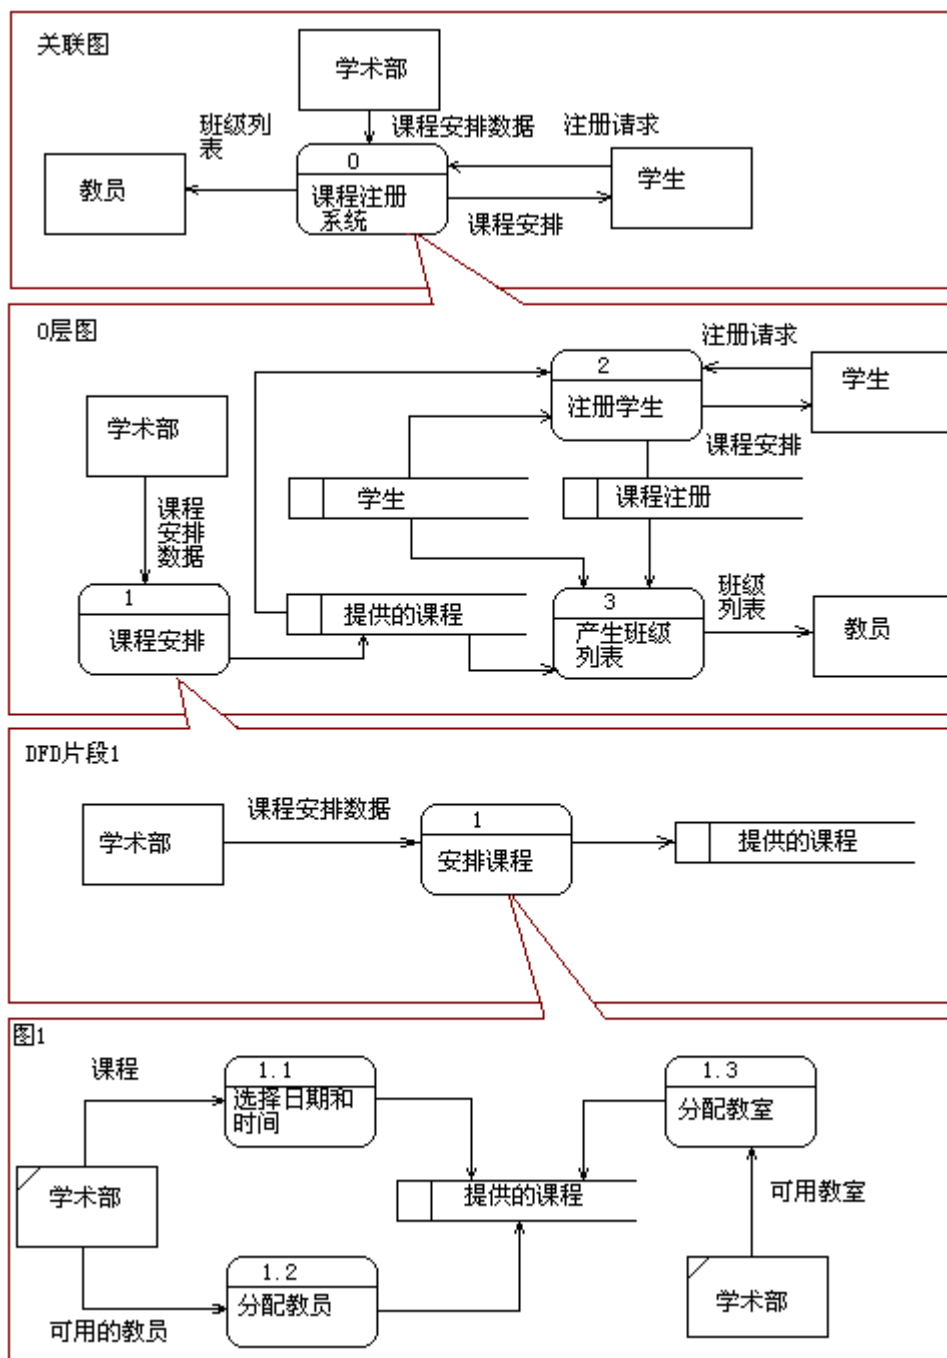 关联图
学术部
班级列
表
课程安排数据
注册请求
0
教员
课程注册
系统
学生
课程安排
0层图
注册请求
2
学生
学术部
注册学生
课程安排
学生
课程注册
课程
安排
数据
1
提供的课程
3
班级
列表
课程安排
产生班级
列表
教员
DFD片段1
课程安排数据
1
学术部
安排课程
提供的课程
图1
课程
1.1
选择日期和
时间
1.3
分配教室
学术部
提供的课程
可用教室
1.2
分配教员
学术部
可用的教员